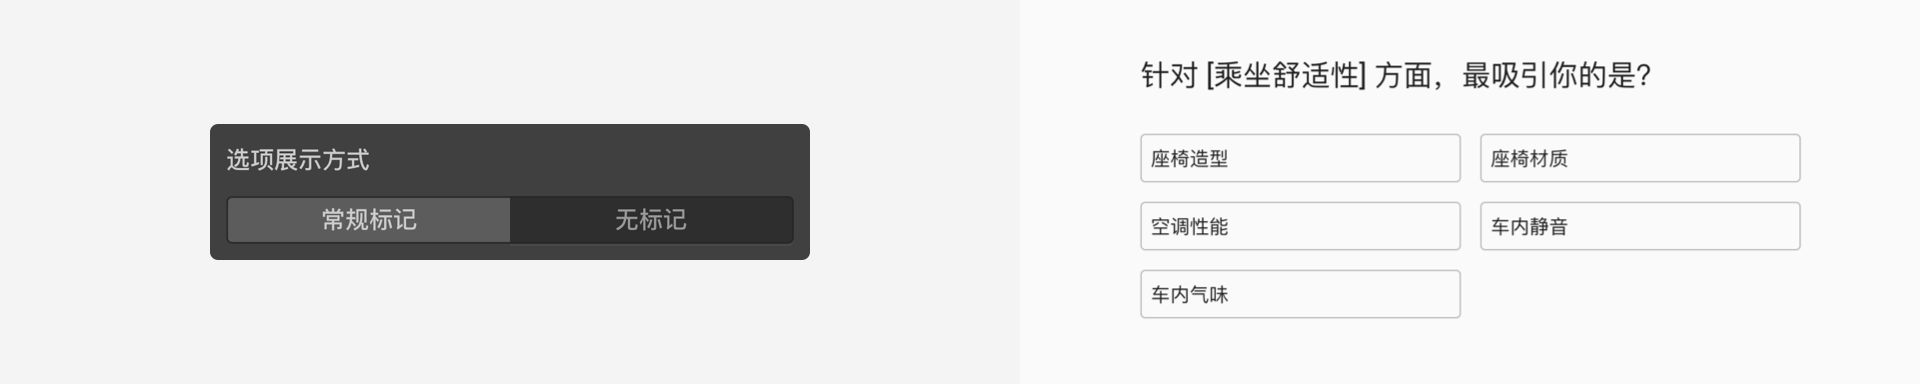 选项展示方式
常规标记 无标记
针对 [乘坐舒适性] 方面，最吸引你的是?
座椅造型 座椅材质
空调性能 车内静音
车内气味